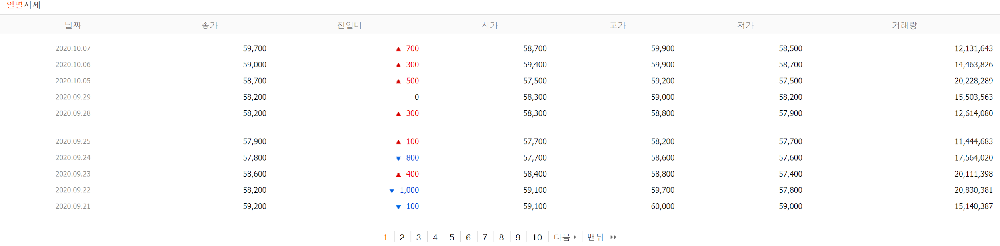 일별시세
날짜 종가 전일비 시가 고가 저가 거래량
2020.10.07 59,700 ▲ 700 58,700 59,900 58,500 12,131,643
2020.10.06 59,000 ▲ 300 59,400 59,900 58,700 14,463,826
2020.10.05 58,700 ▲ 500 57,500 59,200 57,500 20,228,289
2020.09.29 58,200 0 58,300 59,000 58,200 15,503,563
2020.09.28 58,200 ▲ 300 58,300 58,800 57,900 12,614,080
2020.09.25 57,900 ▲ 100 57,700 58,200 57,700 11,444,683
2020.09.24 57,800 ▼ 800 57,700 58,600 57,600 17,564,020
2020.09.23 58,600 ▲ 400 58,400 58,800 57,400 20,111,398
2020.09.22 58,200 ▼ 1,000 59,100 59,700 57,800 20,830,381
2020.09.21 59,200 ▼ 100 59,100 60,000 59,000 15,140,387
1 2 3 4 5 6 7 8 9 10 다음 맨뒤